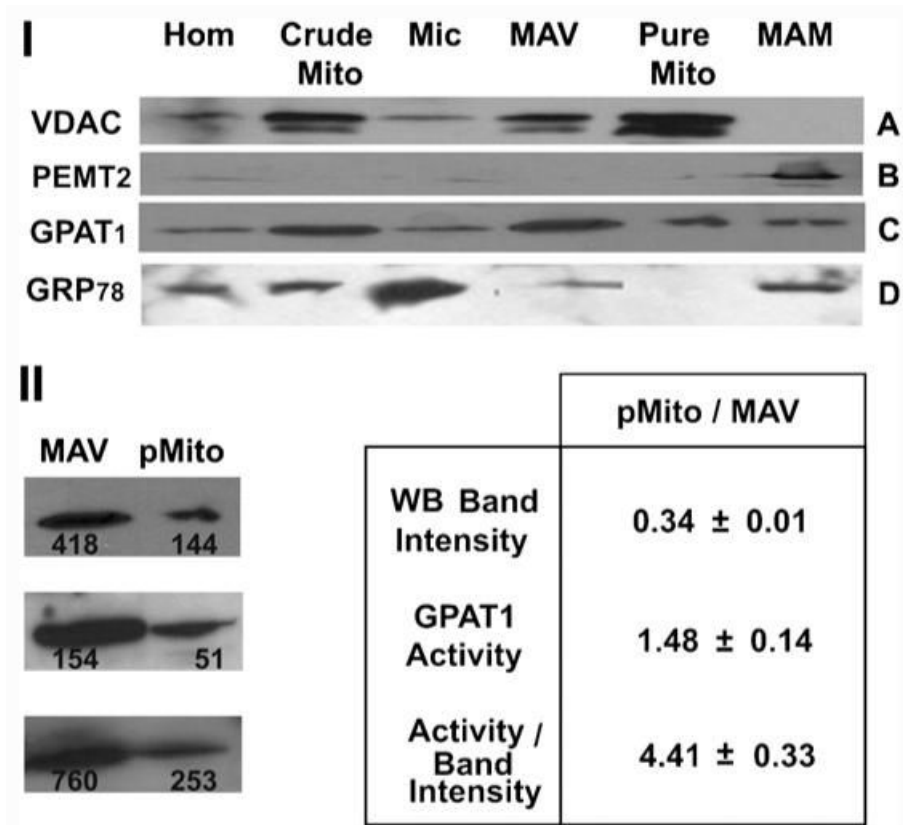 I
Hom Crude Mito Mic MAV Pure Mito MAM
VDAC A
PEMT2 B
GPAT1 C
GRP78 D
II
MAV pMito
418 144
154 51
760 253
pMito / MAV
WB Band
Intensity 0.34 ± 0.01
GPAT1
Activity 1.48 ± 0.14
Activity /
Band
Intensity 4.41 ± 0.33